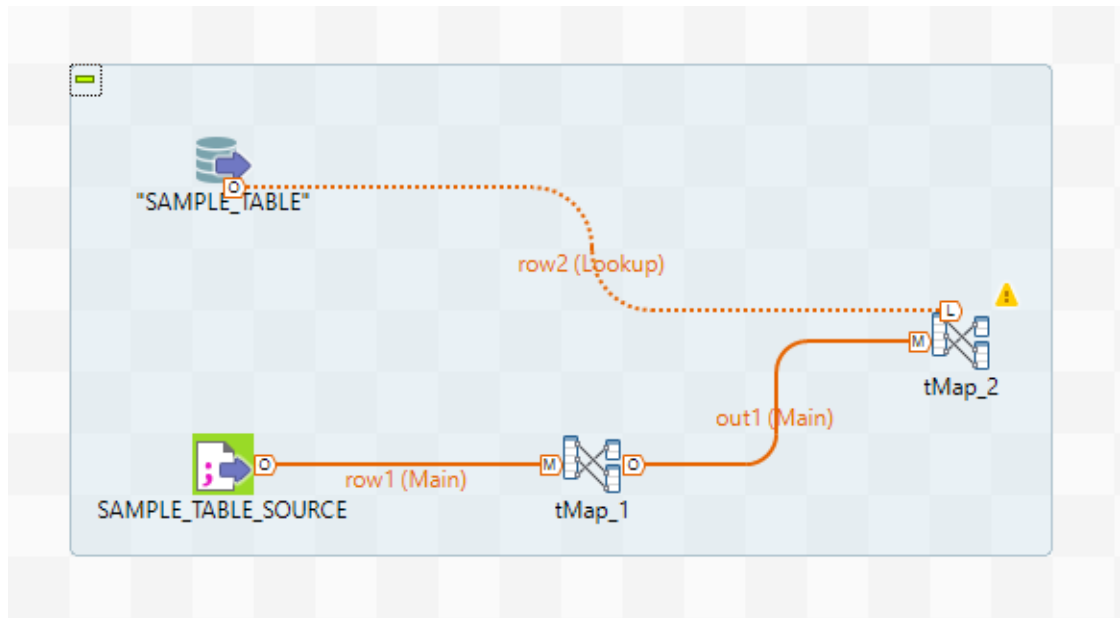 O
"SAMPLE_TABLE"
row2 (Lookup)
L
M
tMap_2
out1 (Main)
;
O
M
O
row1 (Main)
SAMPLE_TABLE_SOURCE
tMap_1